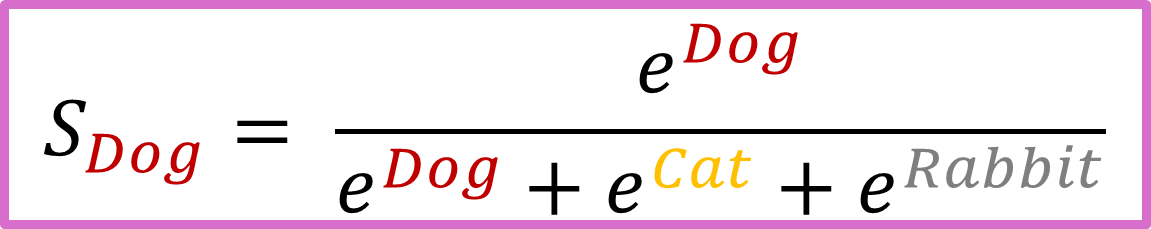 S_Dog = e^Dog / (e^Dog + e^Cat + e^Rabbit)